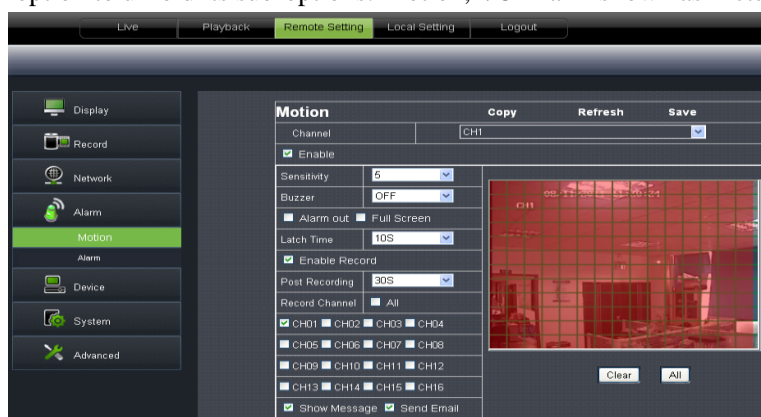 Live Playback Remote Setting Local Setting Logout
Display
Record
Network
Alarm
Motion
Alarm
Device
System
Advanced
Motion Copy Refresh Save
Channel CH1
Enable
Sensitivity 5
Buzzer OFF
Alarm out Full Screen
Latch Time 10S
Enable Record
Post Recording 30S
Record Channel All
CH01 CH02 CH03 CH04
CH05 CH06 CH07 CH08
CH09 CH10 CH11 CH12
CH13 CH14 CH15 CH16
Show Message Send Email
CH1
Clear All